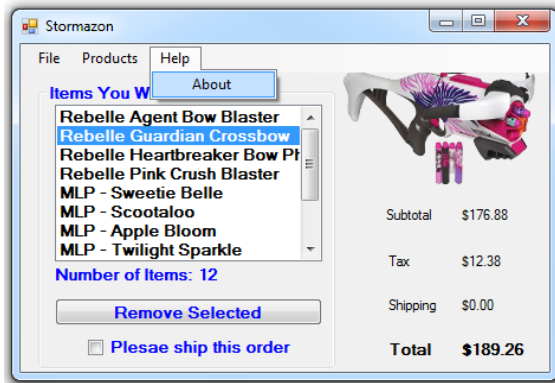 Stormazon
File Products Help
About
Items You W
Rebelle Agent Bow Blaster
Rebelle Guardian Crossbow
Rebelle Heartbreaker Bow Ph
Rebelle Pink Crush Blaster
MLP - Sweetie Belle
MLP - Scootaloo
MLP - Apple Bloom
MLP - Twilight Sparkle
Number of Items: 12
Remove Selected
Plesae ship this order
Subtotal $176.88
Tax $12.38
Shipping $0.00
Total $189.26